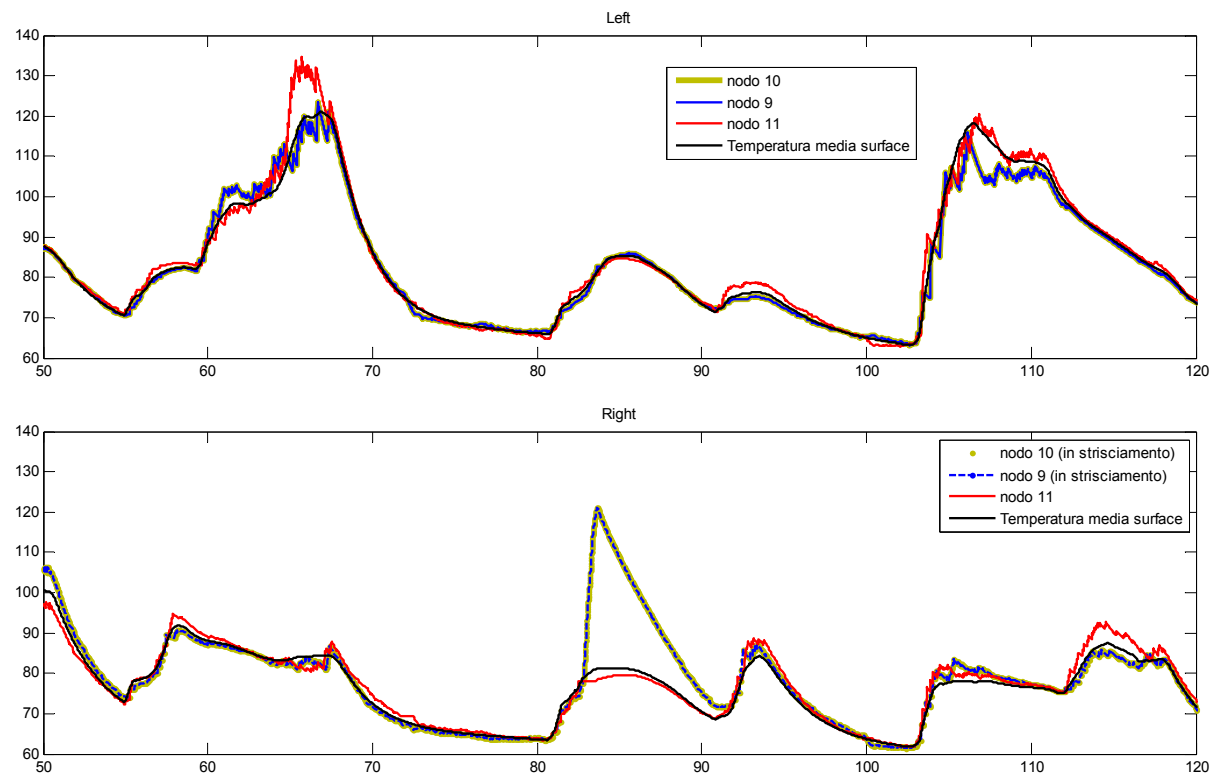 Left
140
130
120
110
100
90
80
70
60
50 60 70 80 90 100 110 120
nodo 10
nodo 9
nodo 11
Temperatura media surface
Right
140
130
120
110
100
90
80
70
60
50 60 70 80 90 100 110 120
nodo 10 (in strisciamento)
nodo 9 (in strisciamento)
nodo 11
Temperatura media surface